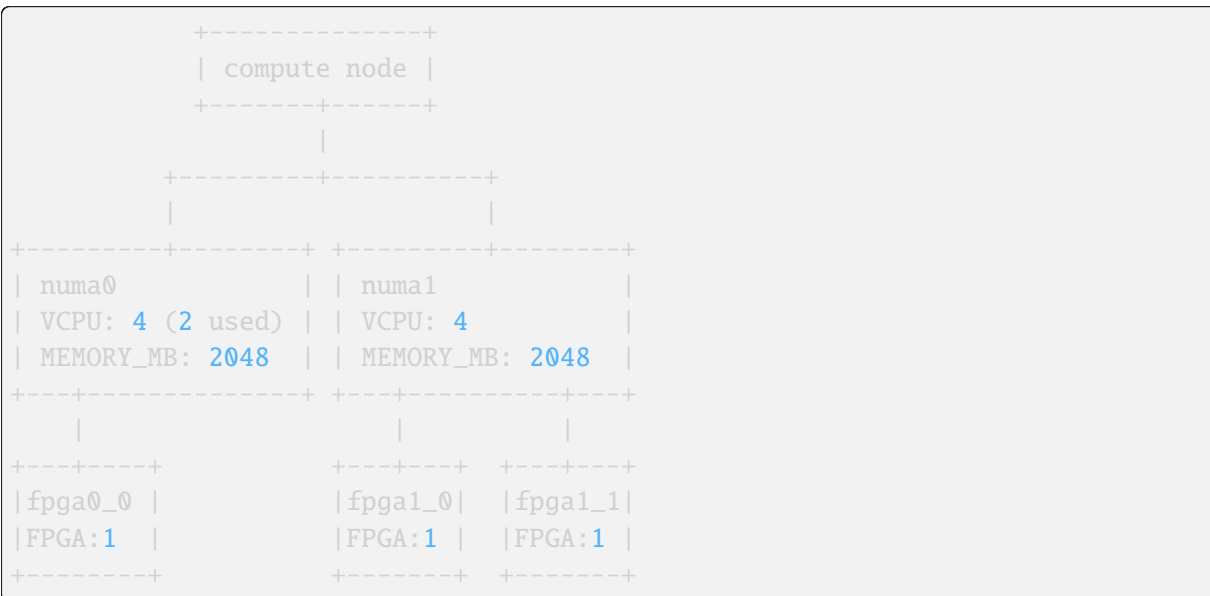 +--------------+
               | compute node |
               +-------+------+
                       |
             +---------+----------+
             |                    |
+---------+--------+ +---------+---------+
| numa0            | | numa1             |
| VCPU: 4 (2 used) | | VCPU: 4           |
| MEMORY_MB: 2048  | | MEMORY_MB: 2048   |
+---+--------------+ +---+----------+---+
    |                    |          |
+---+----+           +---+---+  +---+---+
|fpga0_0 |           |fpga1_0|  |fpga1_1|
|FPGA:1  |           |FPGA:1 |  |FPGA:1 |
+--------+           +-------+  +-------+